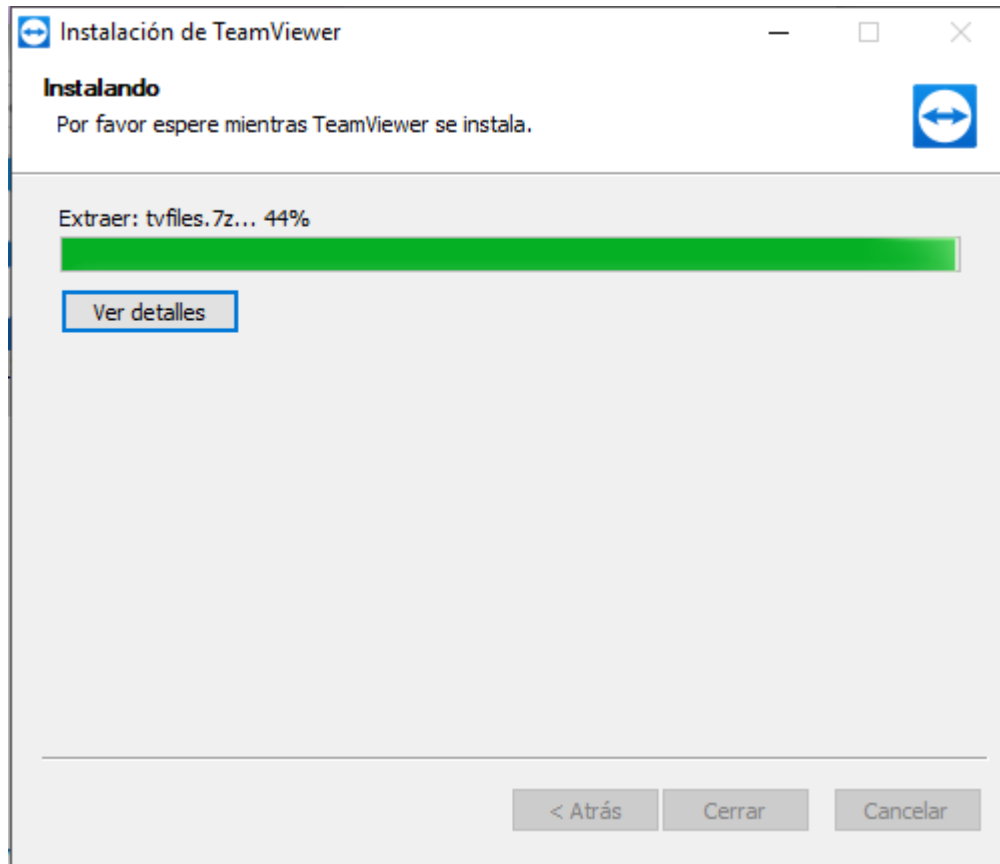 Instalación de TeamViewer
Instalando
Por favor espere mientras TeamViewer se instala.
Extraer: tvfiles.7z... 44%
Ver detalles
< Atrás
Cerrar
Cancelar